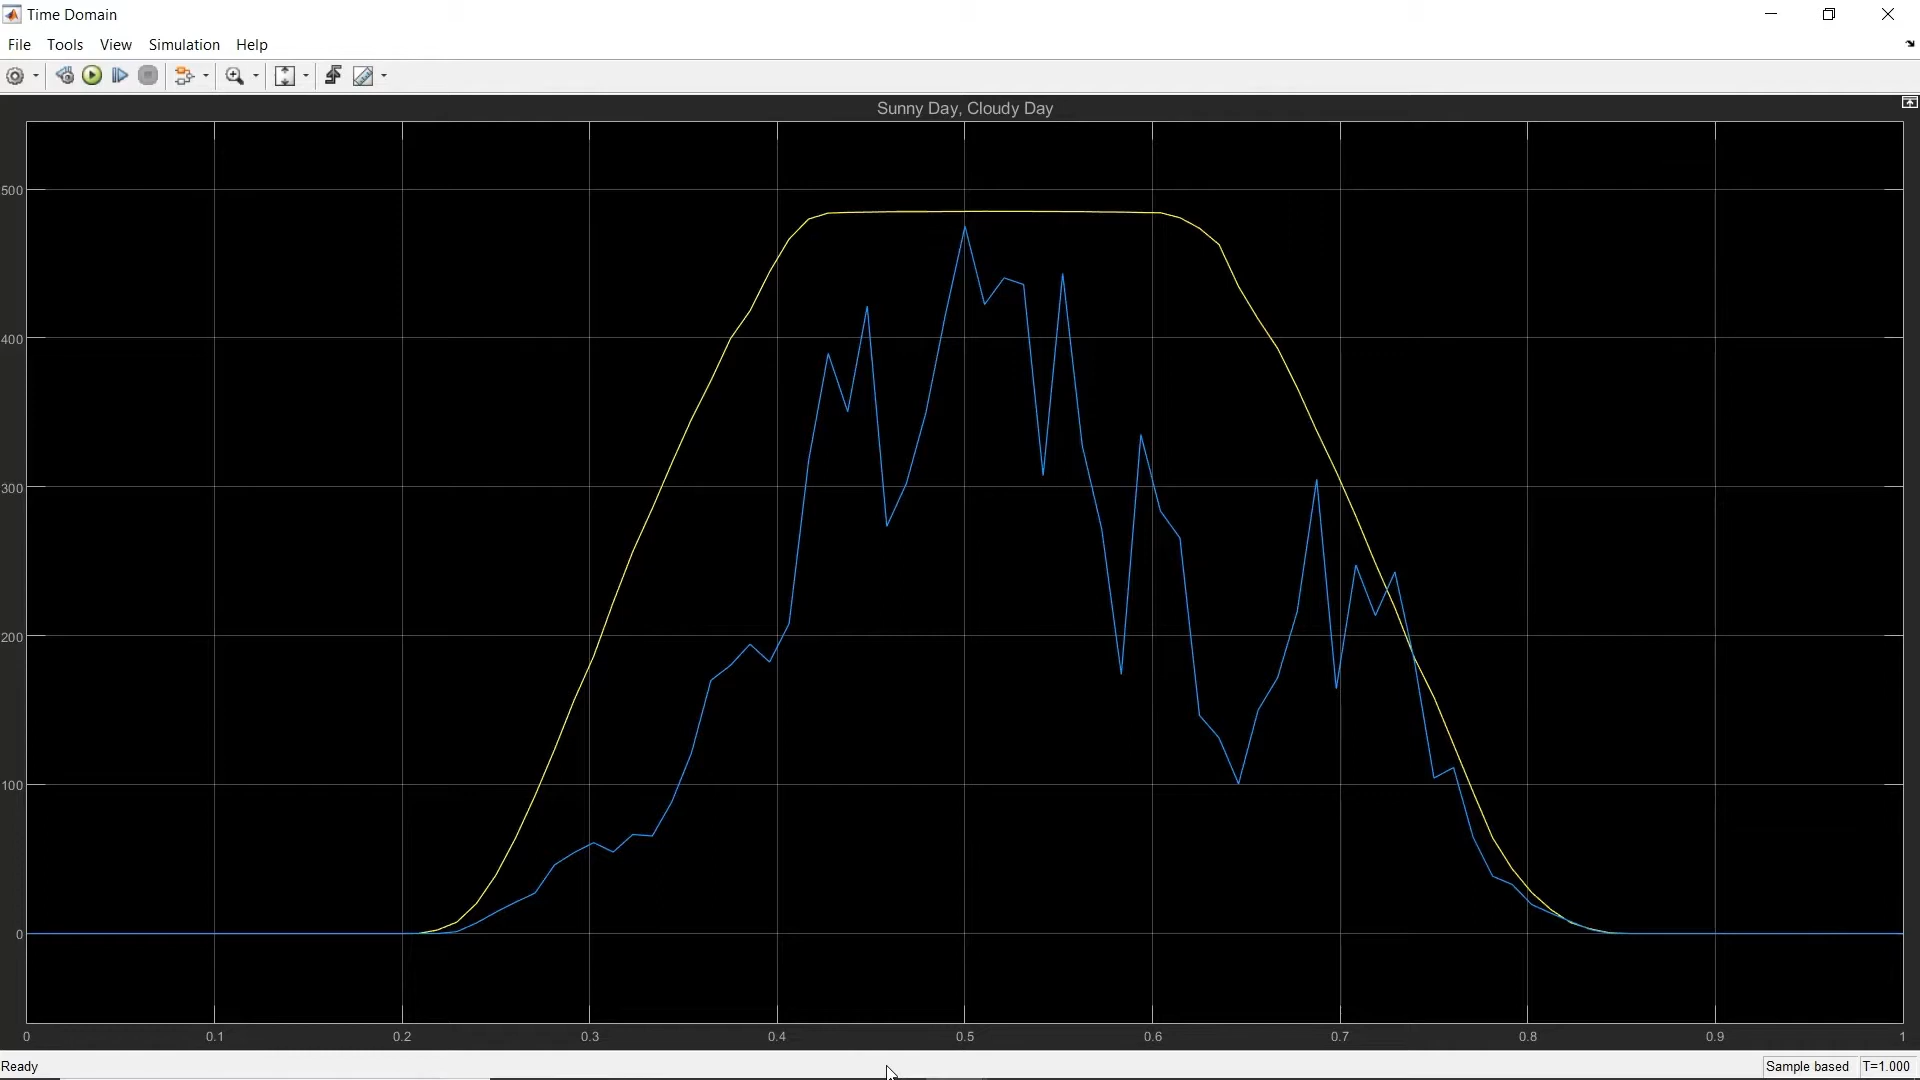 Time Domain
File Tools View Simulation Help
Sunny Day, Cloudy Day
500
400
300
200
100
0
0 0.1 0.2 0.3 0.4 0.5 0.6 0.7 0.8 0.9 1
Ready Sample based T=1.000